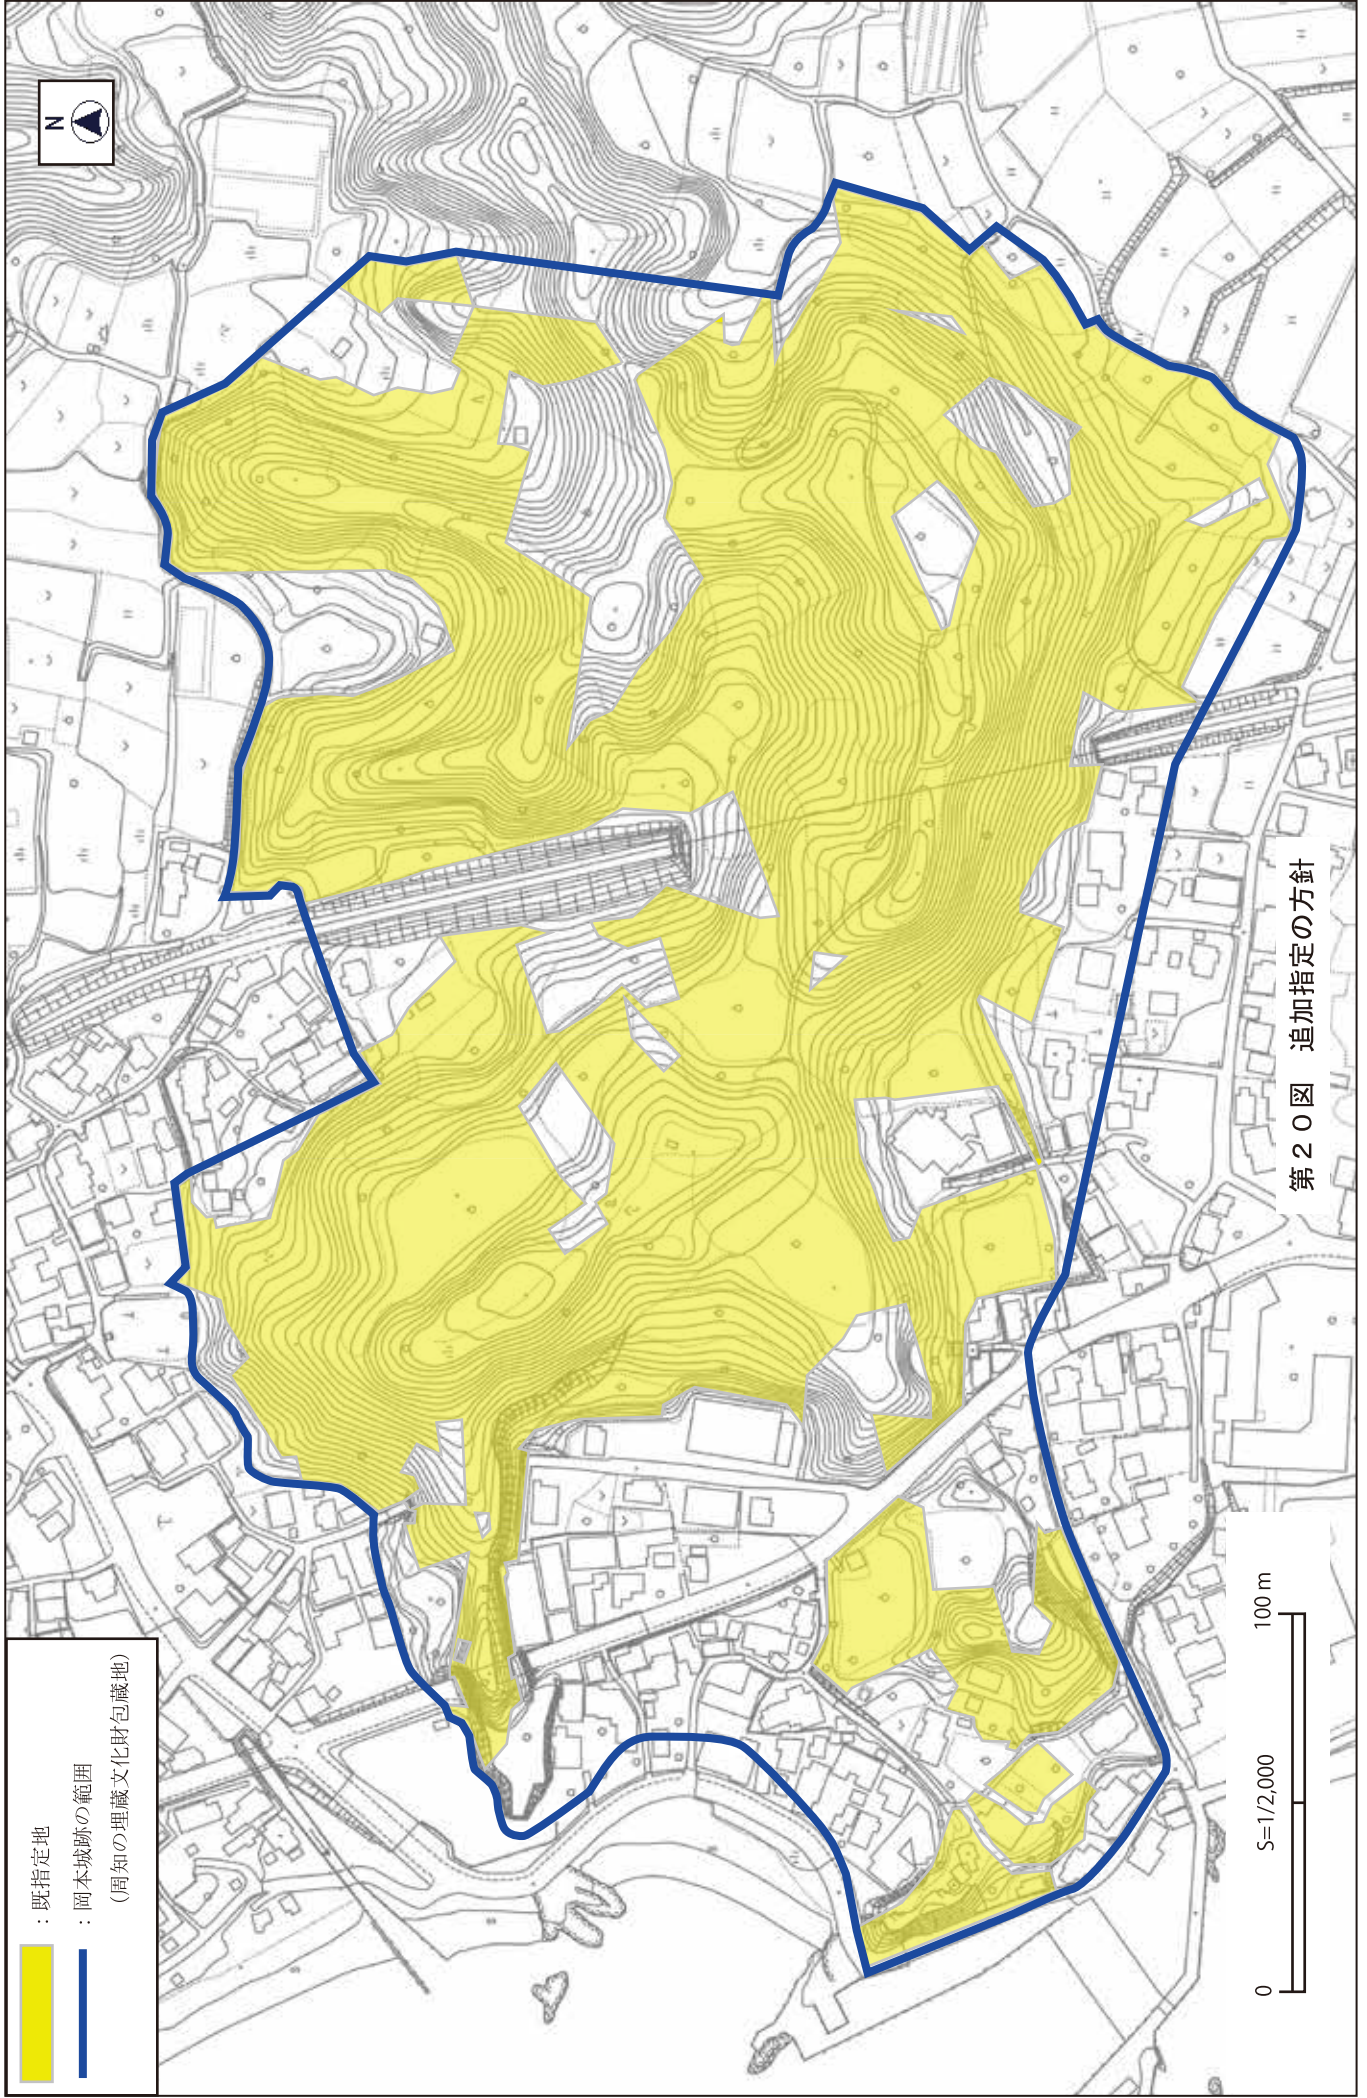 ：既指定地
：岡本城跡の範囲
（周知の埋蔵文化財包蔵地）
N
0
S=1/2,000
100 m
第２０図　追加指定の方針